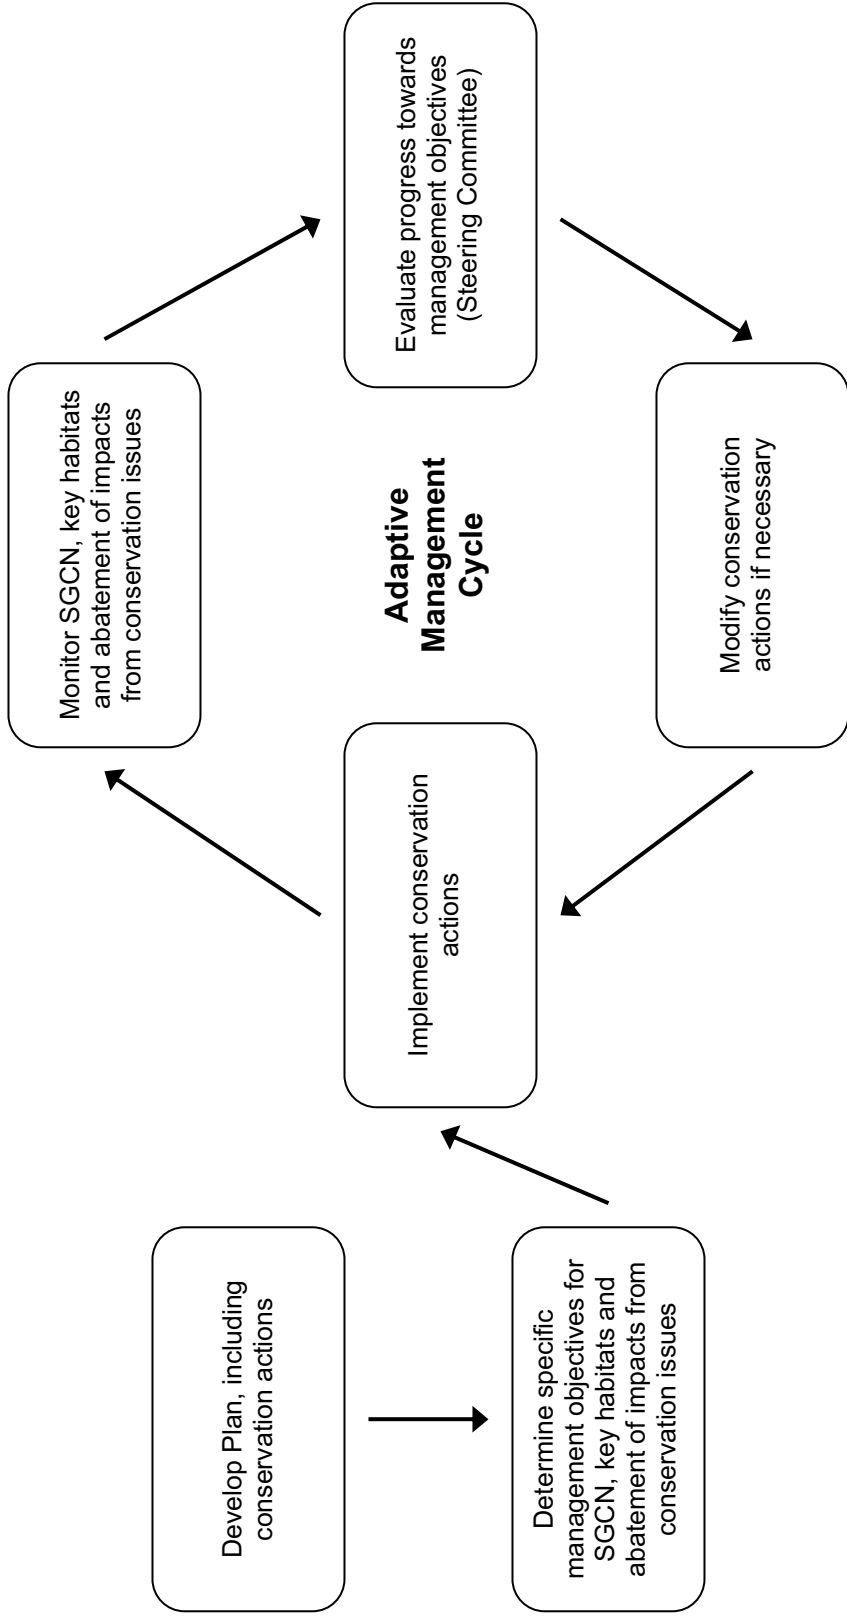 Develop Plan, including
conservation actions
Determine specific
management objectives for
SGCN, key habitats and
abatement of impacts from
conservation issues
Implement conservation
actions
Monitor SGCN, key habitats
and abatement of impacts
from conservation issues
Adaptive
Management
Cycle
Evaluate progress towards
management objectives
(Steering Committee)
Modify conservation
actions if necessary